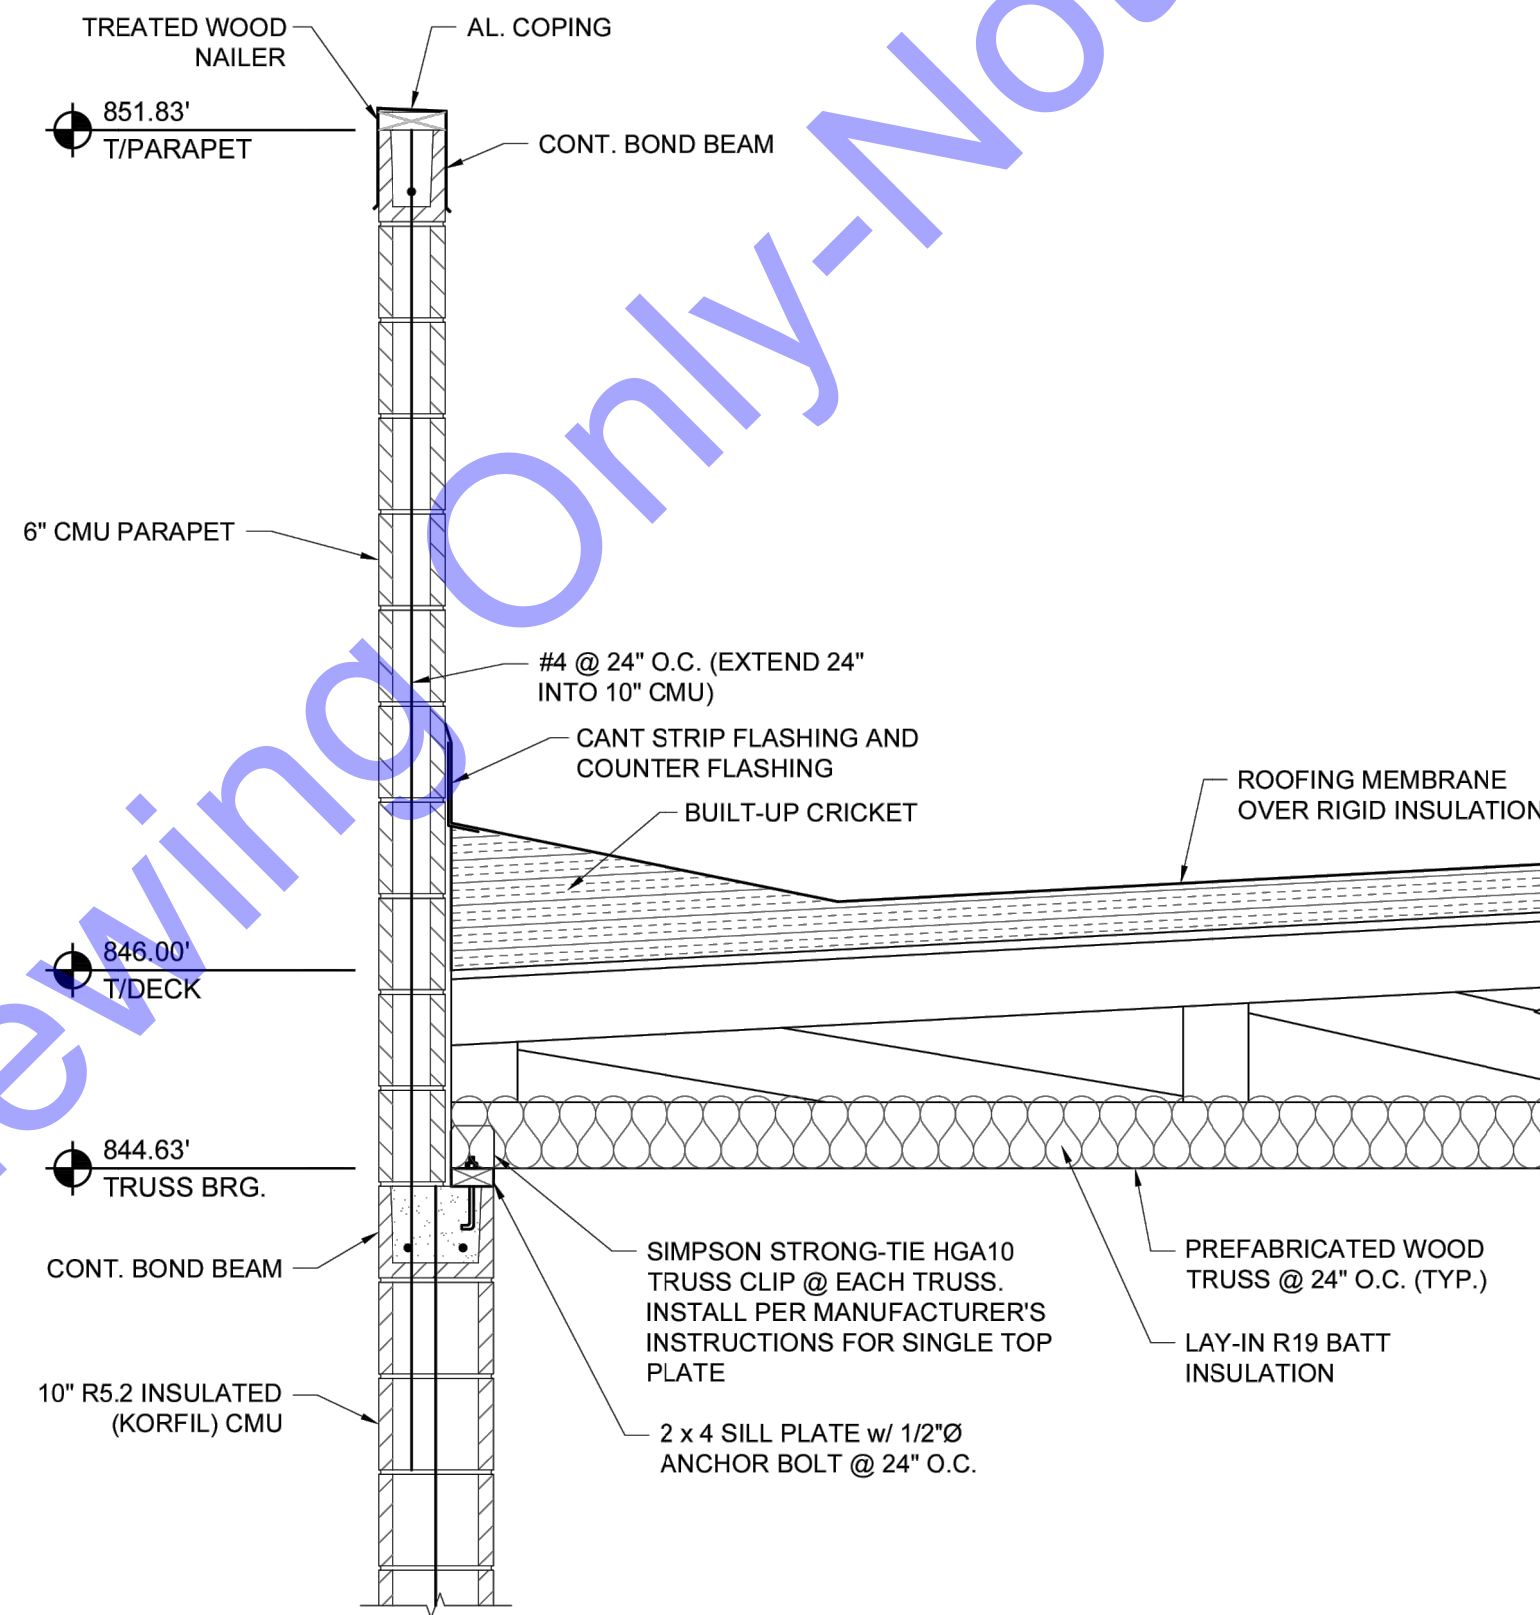 TREATED WOOD
NAILER
AL. COPING
851.83'
T/PARAPET
CONT. BOND BEAM
6" CMU PARAPET
#4 @ 24" O.C. (EXTEND 24"
INTO 10" CMU)
CANT STRIP FLASHING AND
COUNTER FLASHING
BUILT-UP CRICKET
ROOFING MEMBRANE
OVER RIGID INSULATION
846.00'
T/DECK
844.63'
TRUSS BRG.
CONT. BOND BEAM
SIMPSON STRONG-TIE HGA10
TRUSS CLIP @ EACH TRUSS.
INSTALL PER MANUFACTURER'S
INSTRUCTIONS FOR SINGLE TOP
PLATE
PREFABRICATED WOOD
TRUSS @ 24" O.C. (TYP.)
LAY-IN R19 BATT
INSULATION
10" R5.2 INSULATED
(KORFIL) CMU
2 x 4 SILL PLATE w/ 1/2"Ø
ANCHOR BOLT @ 24" O.C.
ewing Only-Not